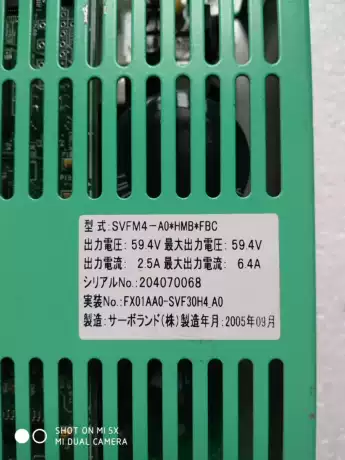 型 式:SVFM4-A0*HMB*FBC
出力電圧: 59.4V 最大出力電圧: 59.4V
出力電流: 2.5A 最大出力電流: 6.4A
シリアルNo.:204070068
実装No.:FX01AA0-SVF30H4_A0
製造:サーボランド(株)製造年月:2005年09月
SHOT ON MI 5X
MI DUAL CAMERA